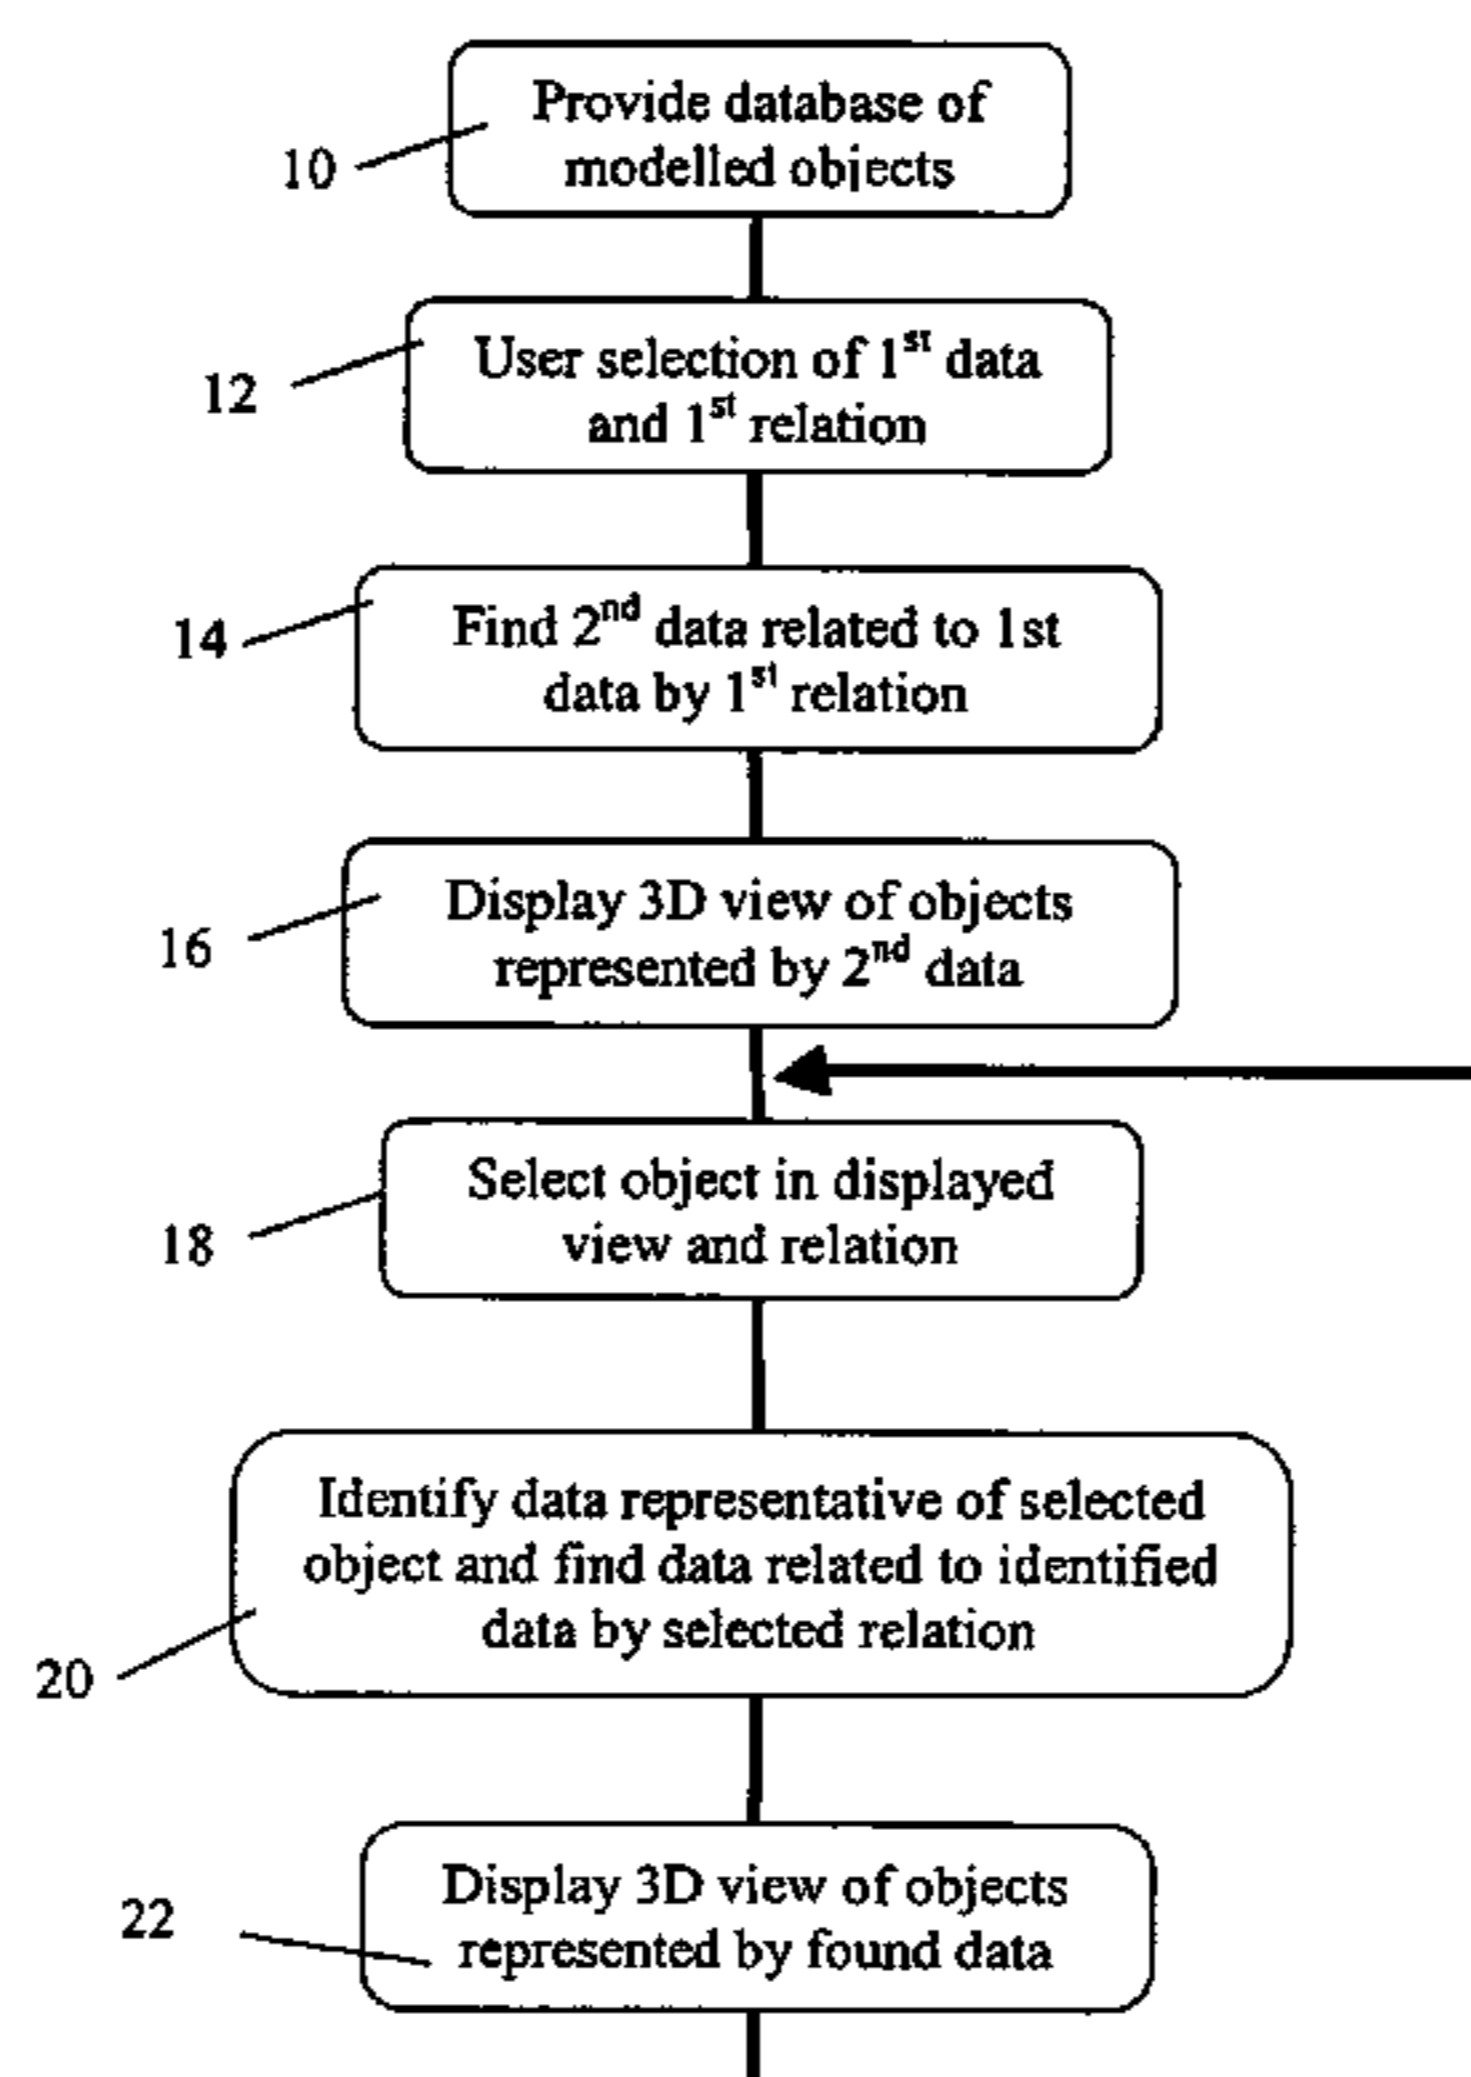 Provide database of
modelled objects
10
User selection of 1st data
and 1st relation
12
Find 2nd data related to 1st
data by 1st relation
14
Display 3D view of objects
represented by 2nd data
16
Select object in displayed
view and relation
18
Identify data representative of selected
object and find data related to identified
data by selected relation
20
Display 3D view of objects
represented by found data
22